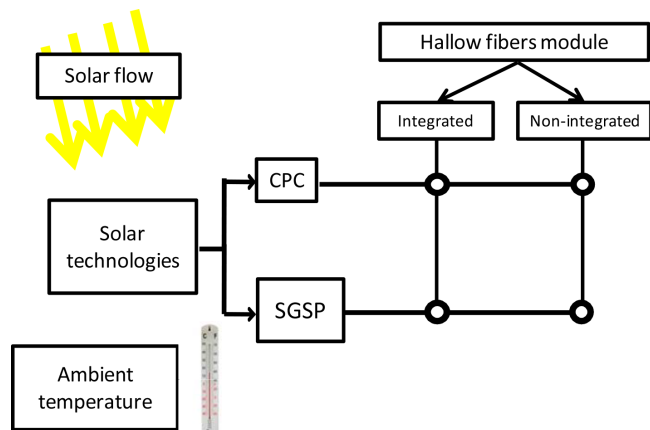 Hallow fibers module
Solar flow
Integrated
Non-integrated
CPC
Solar
technologies
SGSP
Ambient
temperature